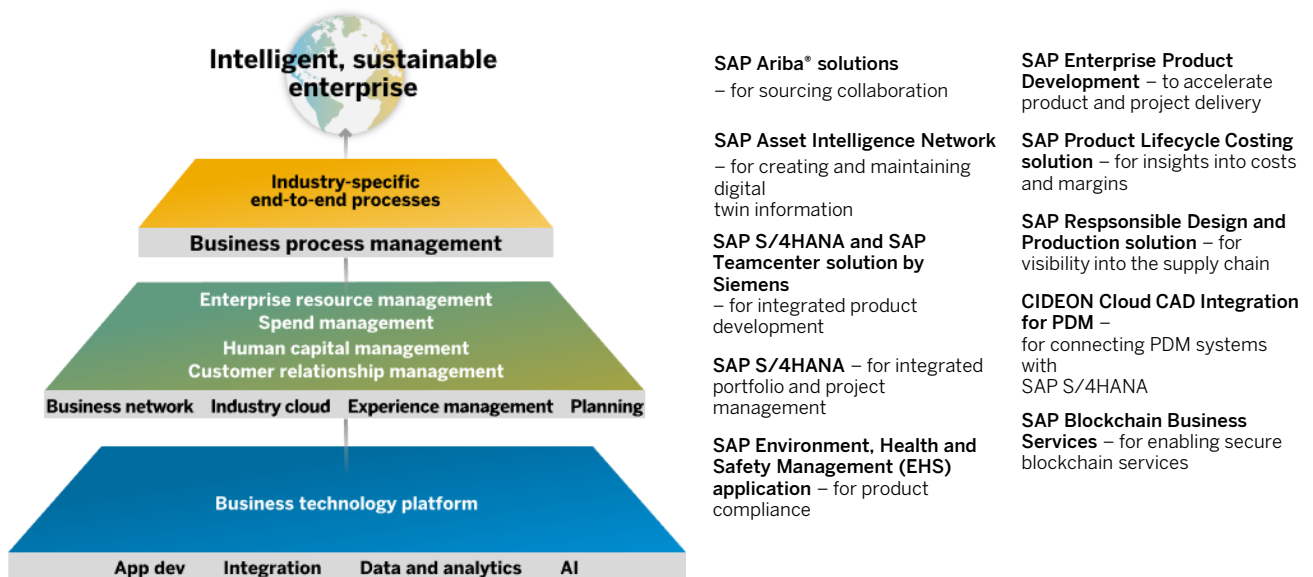 Intelligent, sustainable
enterprise
Industry-specific
end-to-end processes
Business process management
Enterprise resource management
Spend management
Human capital management
Customer relationship management
Business network Industry cloud Experience management Planning
Business technology platform
App dev Integration Data and analytics AI
SAP Ariba® solutions
– for sourcing collaboration
SAP Asset Intelligence Network
– for creating and maintaining
digital
twin information
SAP S/4HANA and SAP
Teamcenter solution by
Siemens
– for integrated product
development
SAP S/4HANA – for integrated
portfolio and project
management
SAP Environment, Health and
Safety Management (EHS)
application – for product
compliance
SAP Enterprise Product
Development – to accelerate
product and project delivery
SAP Product Lifecycle Costing
solution – for insights into costs
and margins
SAP Respsonsible Design and
Production solution – for
visibility into the supply chain
CIDEON Cloud CAD Integration
for PDM –
for connecting PDM systems
with
SAP S/4HANA
SAP Blockchain Business
Services – for enabling secure
blockchain services